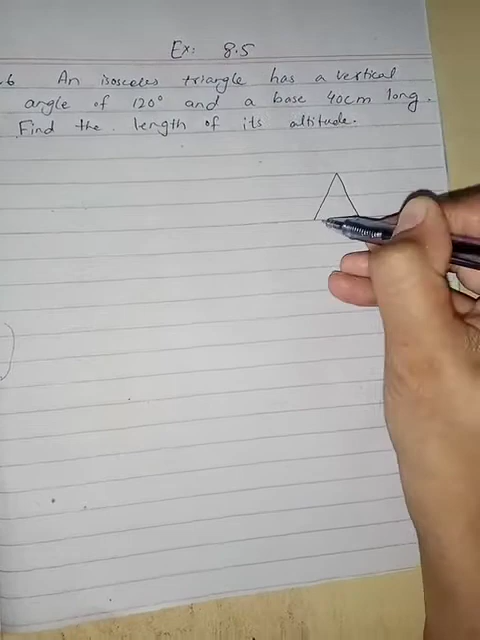 Ex: 8.5
.6 An isosceles triangle has a vertical
angle of 120° and a base 40cm long.
Find the length of its altitude.